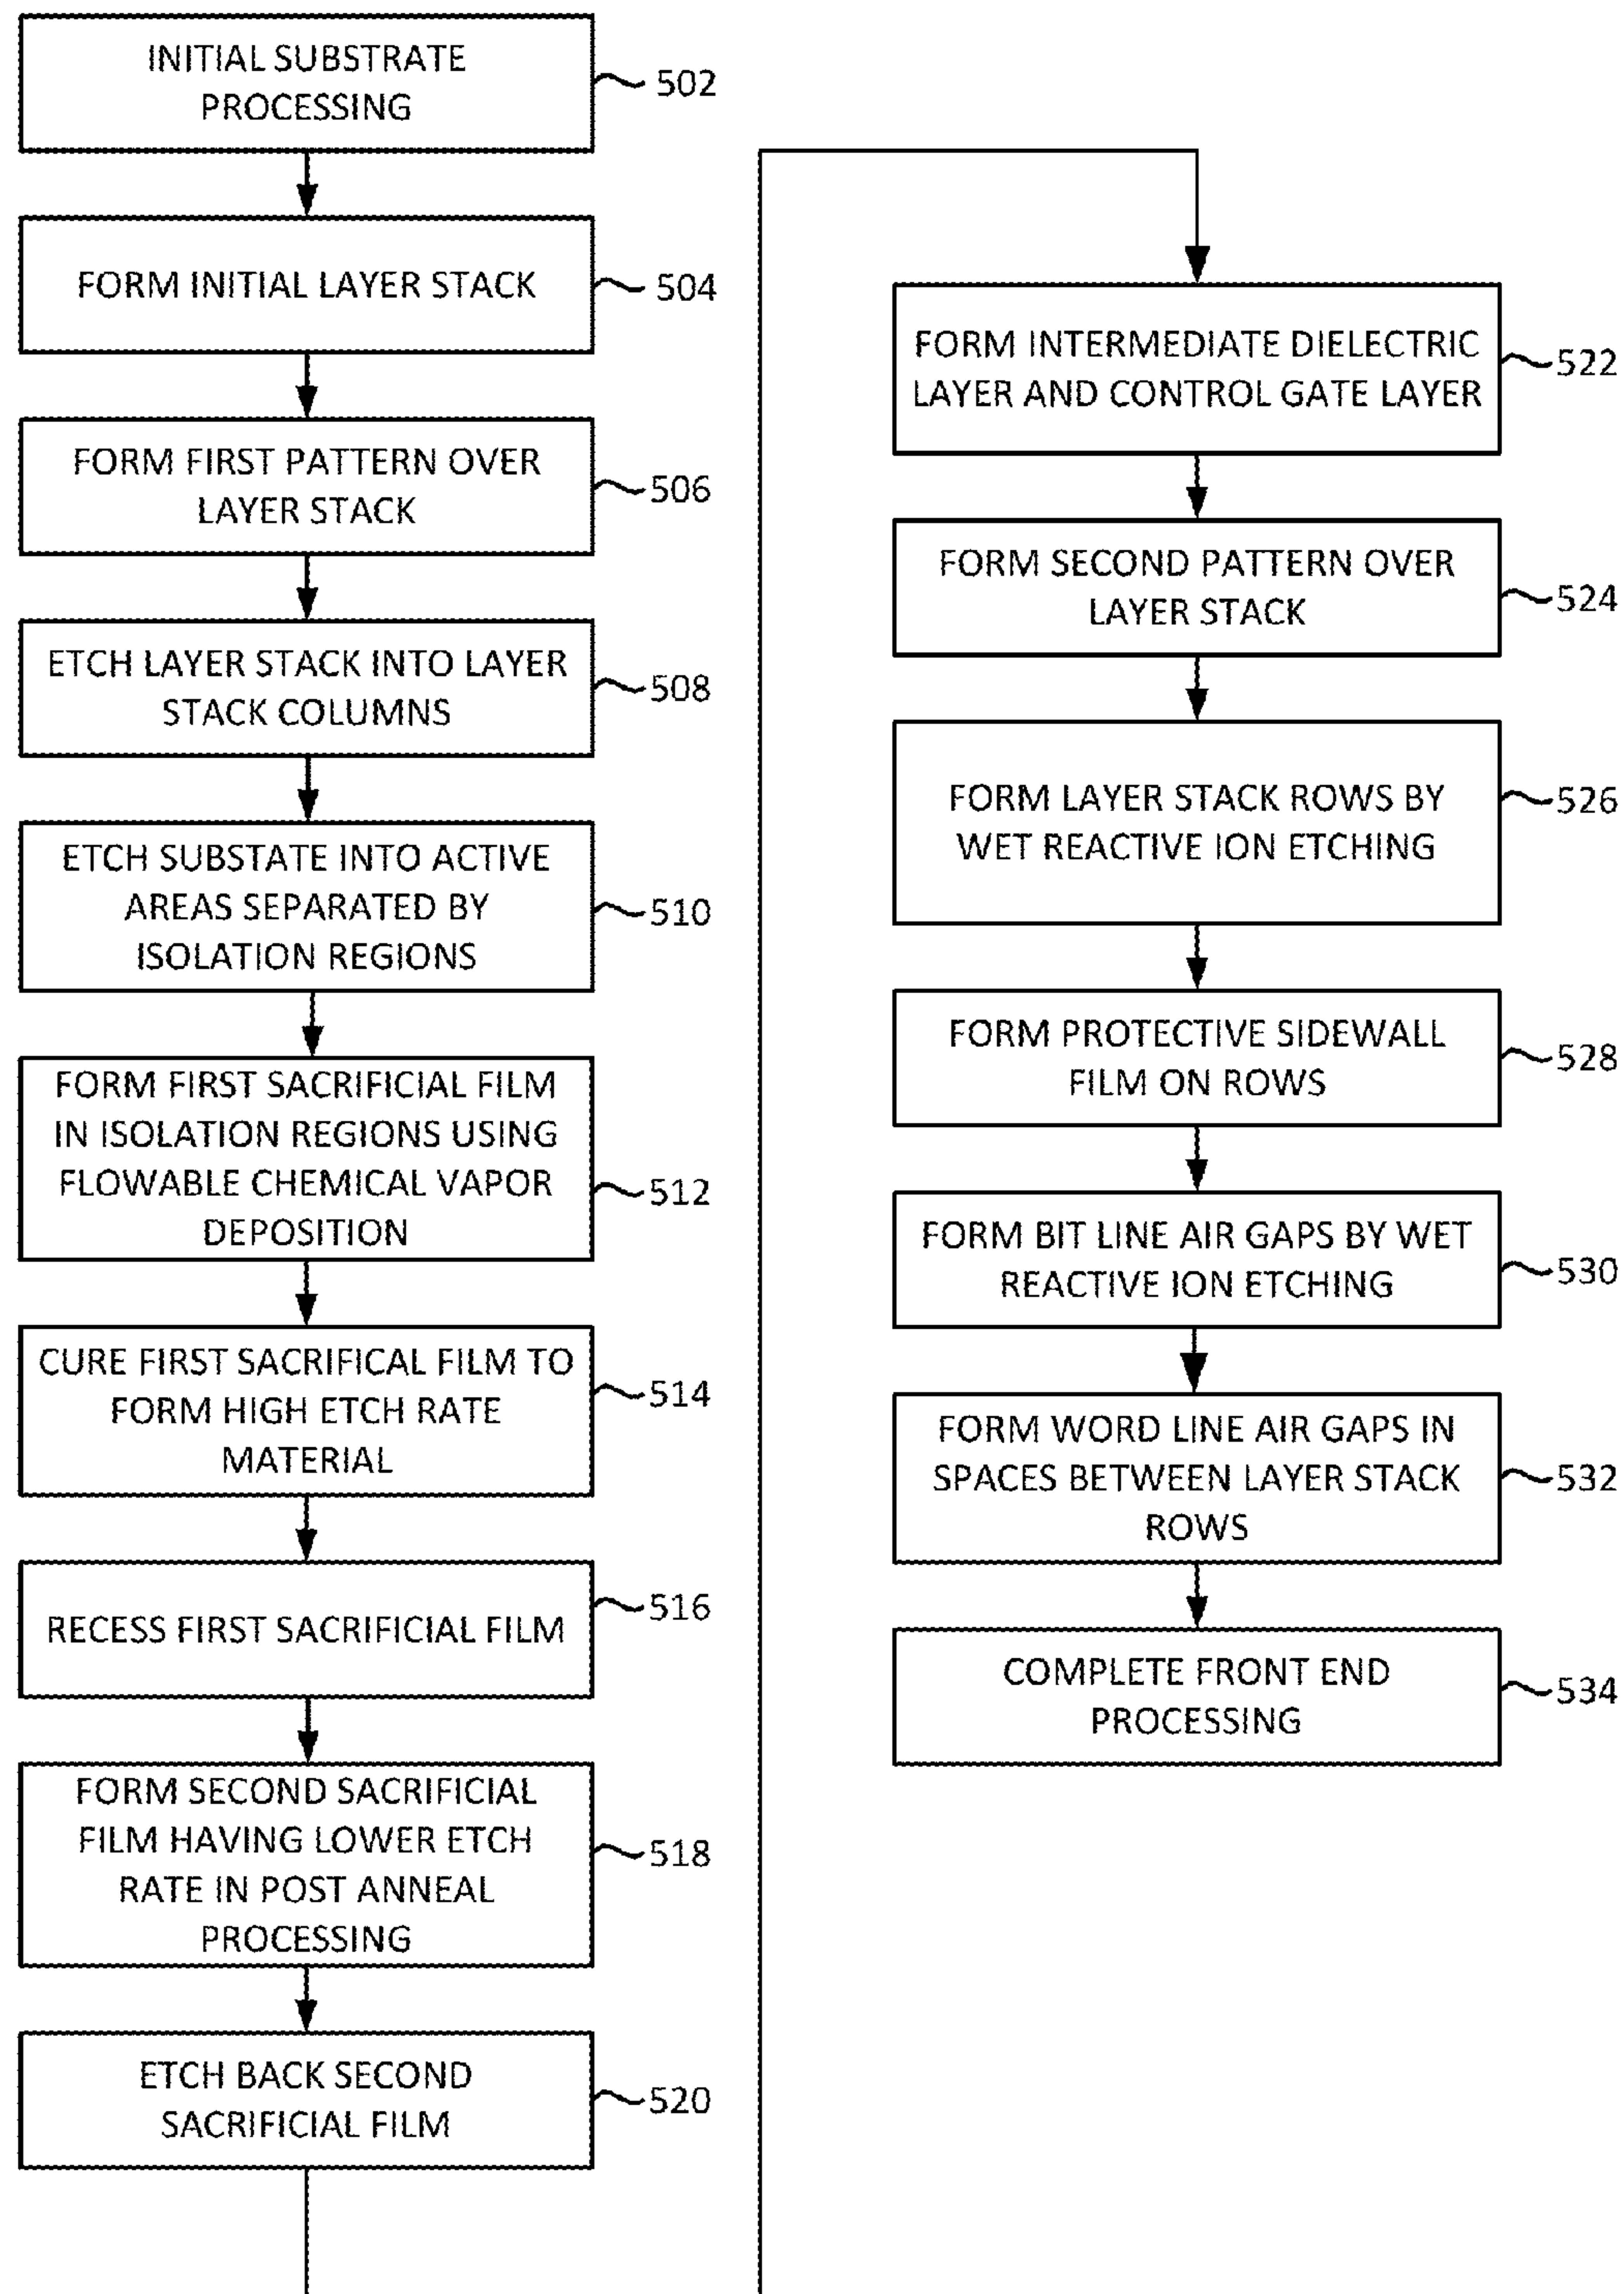 INITIAL SUBSTRATE
PROCESSING
502
FORM INITIAL LAYER STACK
504
FORM FIRST PATTERN OVER
LAYER STACK
506
ETCH LAYER STACK INTO LAYER
STACK COLUMNS
508
ETCH SUBSTATE INTO ACTIVE
AREAS SEPARATED BY
ISOLATION REGIONS
510
FORM FIRST SACRIFICIAL FILM
IN ISOLATION REGIONS USING
FLOWABLE CHEMICAL VAPOR
DEPOSITION
512
CURE FIRST SACRIFICAL FILM TO
FORM HIGH ETCH RATE
MATERIAL
514
RECESS FIRST SACRIFICIAL FILM
516
FORM SECOND SACRIFICIAL
FILM HAVING LOWER ETCH
RATE IN POST ANNEAL
PROCESSING
518
ETCH BACK SECOND
SACRIFICIAL FILM
520
FORM INTERMEDIATE DIELECTRIC
LAYER AND CONTROL GATE LAYER
522
FORM SECOND PATTERN OVER
LAYER STACK
524
FORM LAYER STACK ROWS BY
WET REACTIVE ION ETCHING
526
FORM PROTECTIVE SIDEWALL
FILM ON ROWS
528
FORM BIT LINE AIR GAPS BY WET
REACTIVE ION ETCHING
530
FORM WORD LINE AIR GAPS IN
SPACES BETWEEN LAYER STACK
ROWS
532
COMPLETE FRONT END
PROCESSING
534